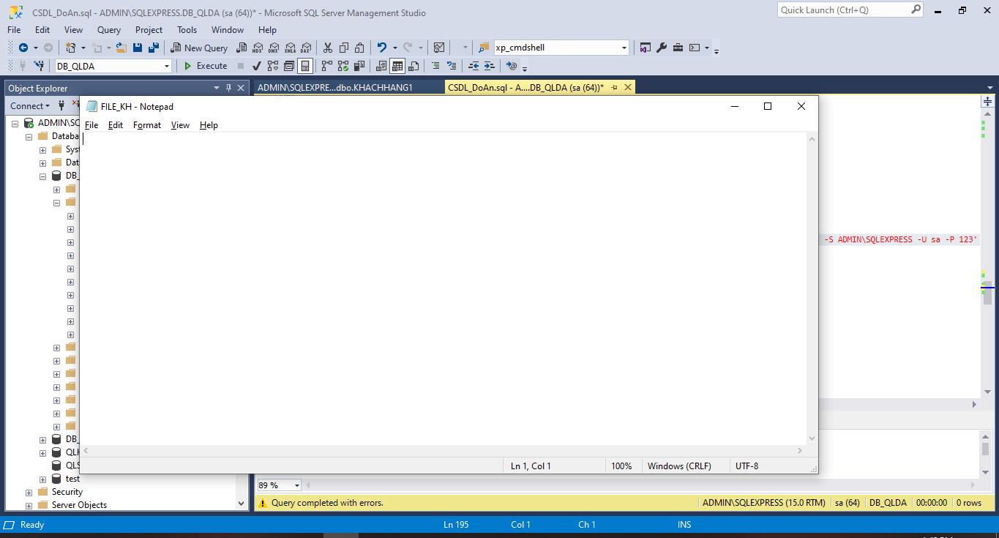 CSDL_DoAn.sql - ADMIN\SQLEXPRESS.DB_QLDA (sa (64))* - Microsoft SQL Server Management Studio
Quick Launch (Ctrl+Q)
File Edit View Query Project Tools Window Help
New Query MDX DMX XMLA DAX xp_cmdshell
DB_QLDA Execute
Object Explorer
ADMIN\SQLEXPRE...dbo.KHACHHANG1
CSDL_DoAn.sql - A....DB_QLDA (sa (64))*
Connect
FILE_KH - Notepad
File Edit Format View Help
ADMIN\SQ
Databa
Syst
Dat
DB_
-S ADMIN\SQLEXPRESS -U sa -P 123'
DB_
QLH
QLS
test
Security
Server Objects
Ln 1, Col 1 100% Windows (CRLF) UTF-8
89 %
Query completed with errors. ADMIN\SQLEXPRESS (15.0 RTM) sa (64) DB_QLDA 00:00:00 0 rows
Ready Ln 195 Col 1 Ch 1 INS